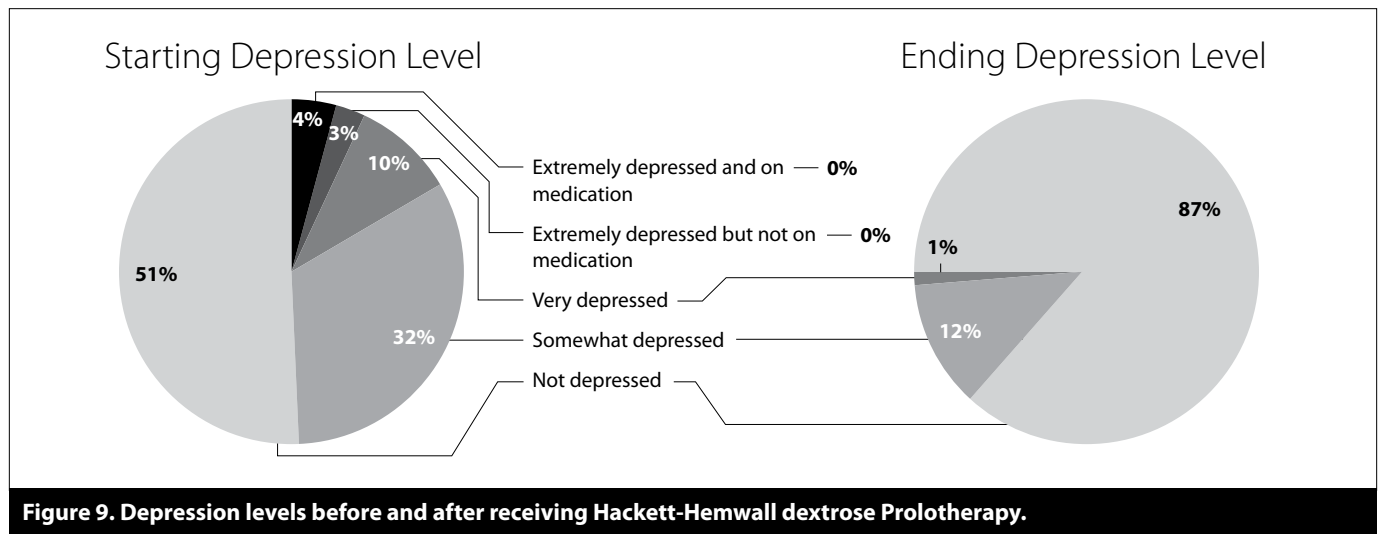 Starting Depression Level
Ending Depression Level
4%
3%
10%
51%
32%
Extremely depressed and on — 0%
medication
Extremely depressed but not on — 0%
medication
Very depressed
Somewhat depressed
Not depressed
87%
1%
12%
Figure 9. Depression levels before and after receiving Hackett-Hemwall dextrose Prolotherapy.